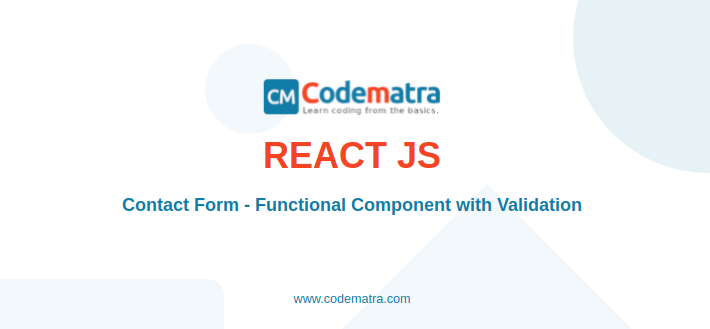 CM Codematra
Learn coding from the basics.
REACT JS
Contact Form - Functional Component with Validation
www.codematra.com